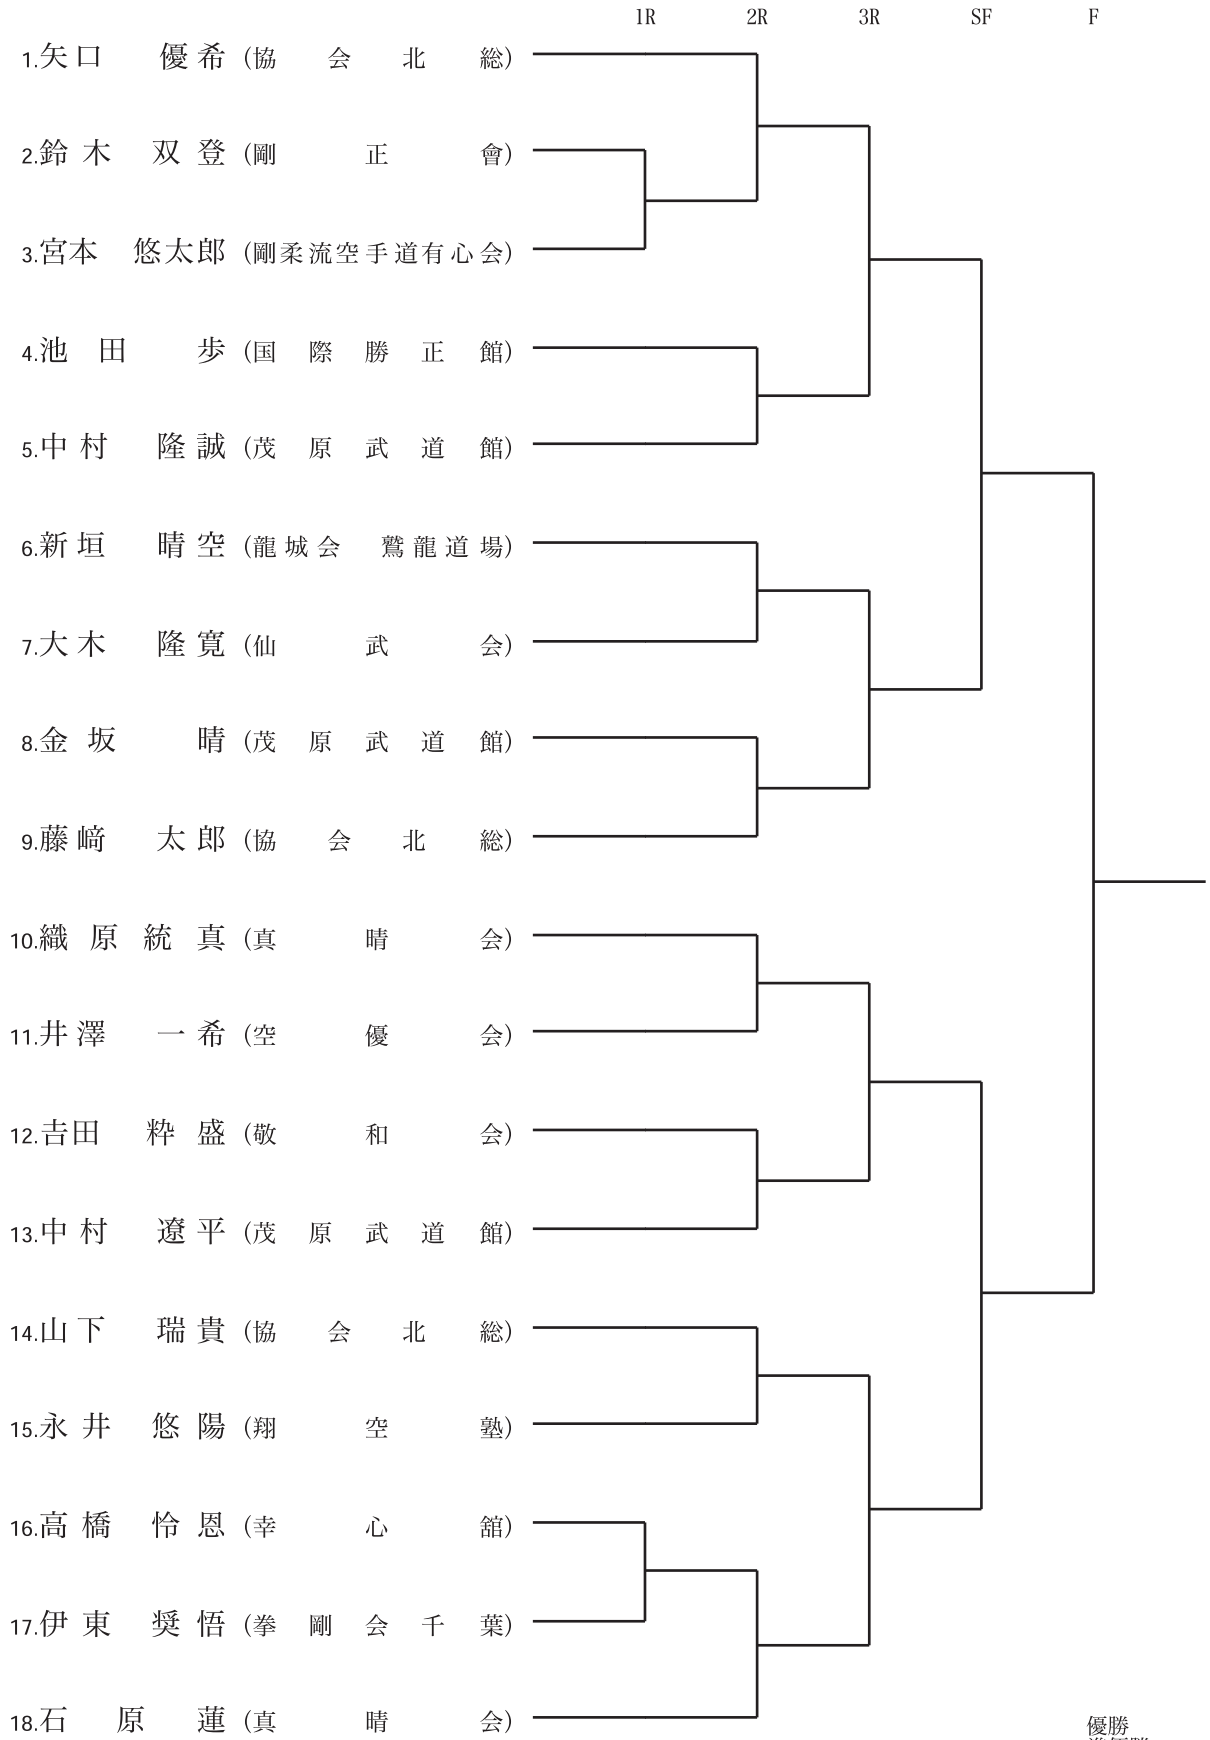 1R 2R 3R SF F
1.矢口 優希 (協会北総)
2.鈴木 双登 (剛正會)
3.宮本 悠太郎 (剛柔流空手道有心会)
4.池田 歩 (国際勝正館)
5.中村 隆誠 (茂原武道館)
6.新垣 晴空 (龍城会 鷲龍道場)
7.大木 隆寛 (仙武会)
8.金坂 晴 (茂原武道館)
9.藤﨑 太郎 (協会北総)
10.織原統真 (真晴会)
11.井澤 一希 (空優会)
12.𠮷田 粋盛 (敬和会)
13.中村 遼平 (茂原武道館)
14.山下 瑞貴 (協会北総)
15.永井 悠陽 (翔空塾)
16.高橋 怜恩 (幸心舘)
17.伊東 奨悟 (拳剛会千葉)
18.石原 蓮 (真晴会)
優勝